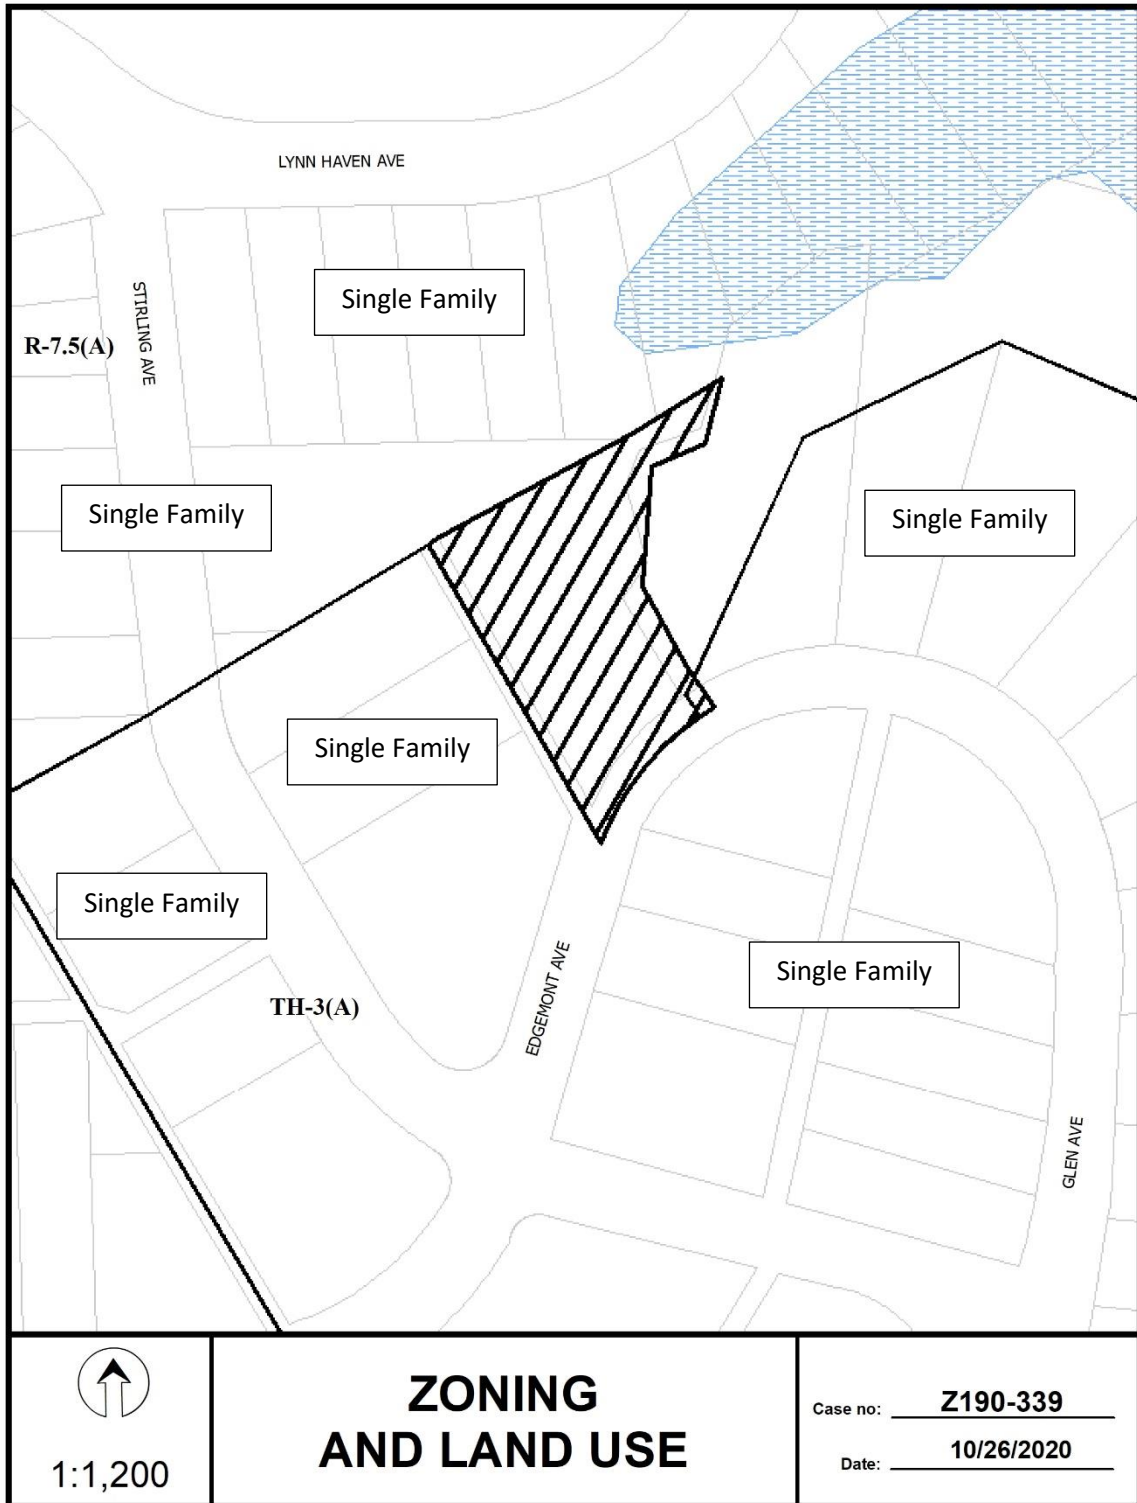 LYNN HAVEN AVE
Single Family
STIRLING AVE
R-7.5(A)
Single Family
Single Family
Single Family
Single Family
Single Family
TH-3(A)
EDGEMONT AVE
GLEN AVE
1:1,200
ZONING
AND LAND USE
Case no: Z190-339
Date: 10/26/2020